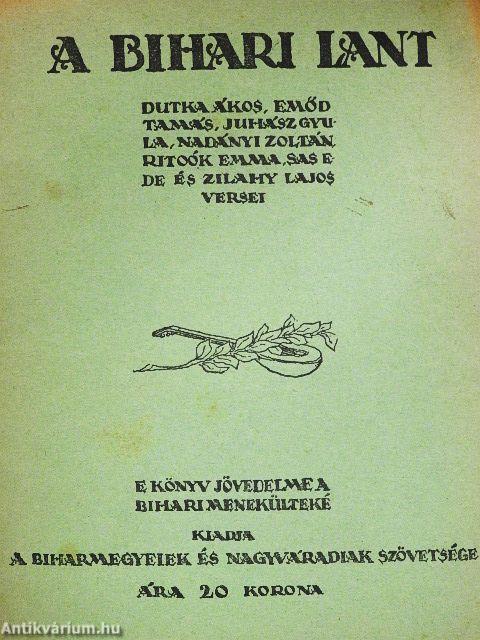 A BIHARI LANT
DUTKA ÁKOS, EMŐD
TAMÁS, JUHÁSZ GYU-
LA, NADÁNYI ZOLTÁN,
RITOÓK EMMA, SAS E-
DE ÉS ZILAHY LAJOS
VERSEI
E KÖNYV JÖVEDELME A
BIHARI MENEKÜLTEKÉ
KIADJA
A BIHARMEGYEIEK ÉS NAGYVÁRADIAK SZÖVETSÉGE
ÁRA 20 KORONA
Antikvárium.hu